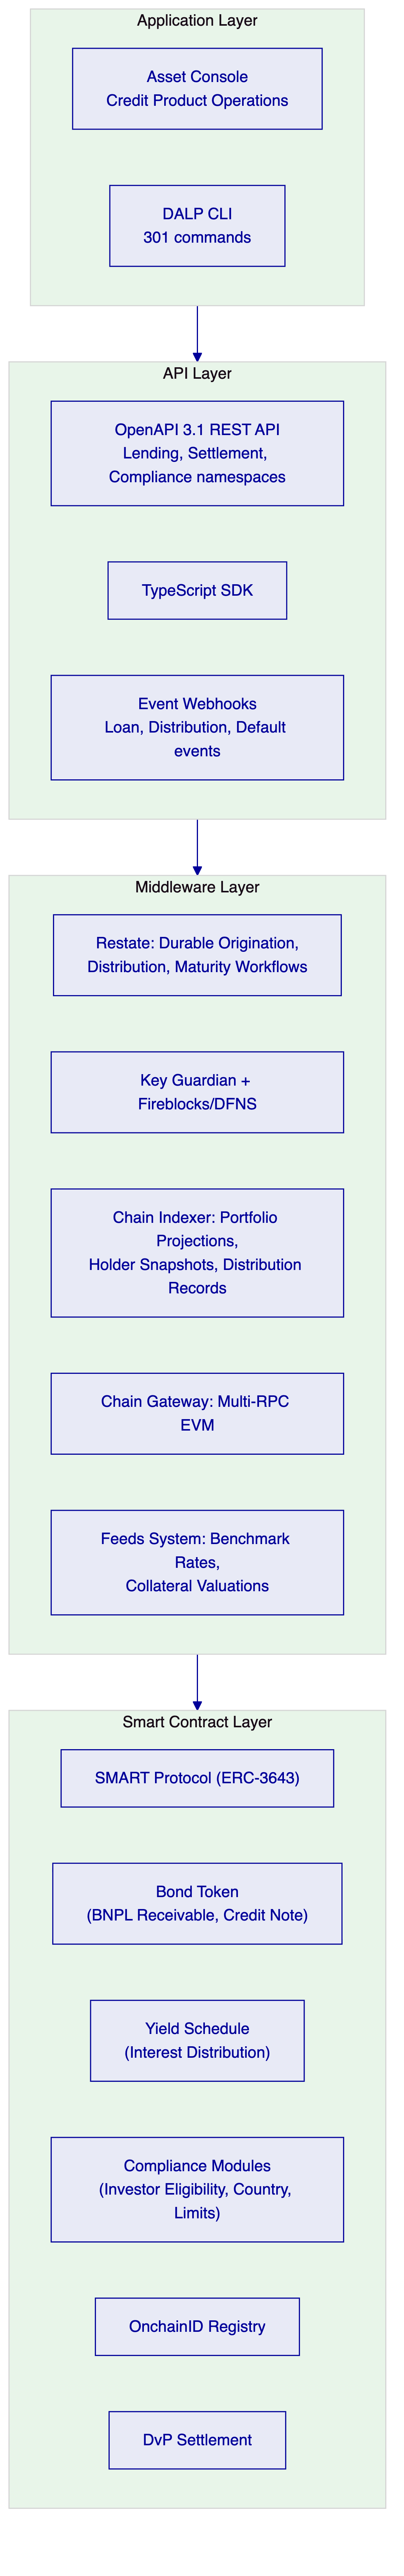 Application Layer
Asset Console
Credit Product Operations
DALP CLI
301 commands
API Layer
OpenAPI 3.1 REST API
Lending, Settlement,
Compliance namespaces
TypeScript SDK
Event Webhooks
Loan, Distribution, Default
events
Middleware Layer
Restate: Durable Origination,
Distribution, Maturity Workflows
Key Guardian +
Fireblocks/DFNS
Chain Indexer: Portfolio
Projections,
Holder Snapshots, Distribution
Records
Chain Gateway: Multi-RPC
EVM
Feeds System: Benchmark
Rates,
Collateral Valuations
Smart Contract Layer
SMART Protocol (ERC-3643)
Bond Token
(BNPL Receivable, Credit Note)
Yield Schedule
(Interest Distribution)
Compliance Modules
(Investor Eligibility, Country,
Limits)
OnchainID Registry
DvP Settlement